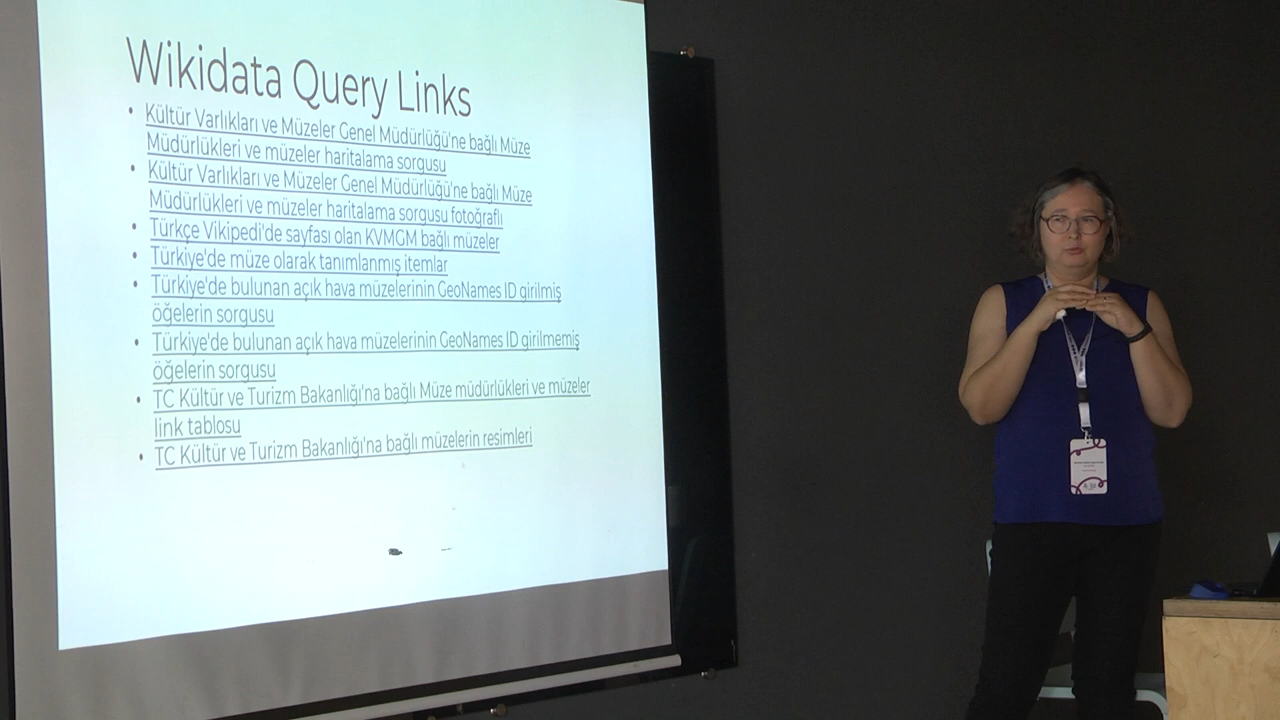 Wikidata Query Links
• Kültür Varlıkları ve Müzeler Genel Müdürlüğü'ne bağlı Müze
Müdürlükleri ve müzeler haritalama sorgusu
• Kültür Varlıkları ve Müzeler Genel Müdürlüğü'ne bağlı Müze
Müdürlükleri ve müzeler haritalama sorgusu fotoğraflı
• Türkçe Vikipedi'de sayfası olan KVMGM bağlı müzeler
• Türkiye'de müze olarak tanımlanmış itemlar
• Türkiye'de bulunan açık hava müzelerinin GeoNames ID girilmiş
öğelerin sorgusu
• Türkiye'de bulunan açık hava müzelerinin GeoNames ID girilmemiş
öğelerin sorgusu
• TC Kültür ve Turizm Bakanlığı'na bağlı Müze müdürlükleri ve müzeler
link tablosu
• TC Kültür ve Turizm Bakanlığı'na bağlı müzelerin resimleri